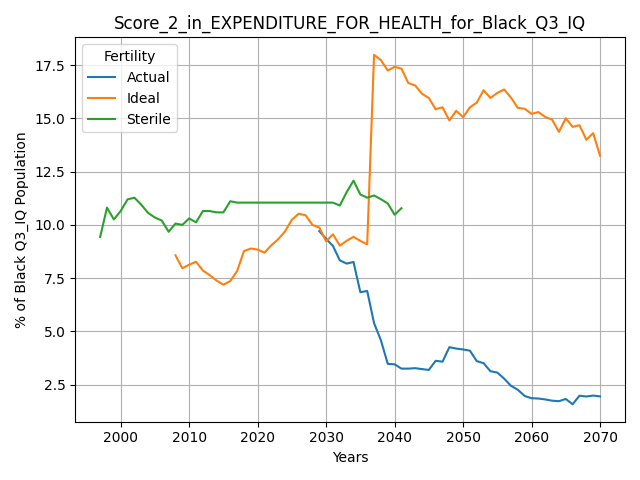 Score_2_in_EXPENDITURE_FOR_HEALTH_for_Black_Q3_IQ
Fertility
Actual
Ideal
Sterile
% of Black Q3_IQ Population
17.5
15.0
12.5
10.0
7.5
5.0
2.5
2000 2010 2020 2030 2040 2050 2060 2070
Years